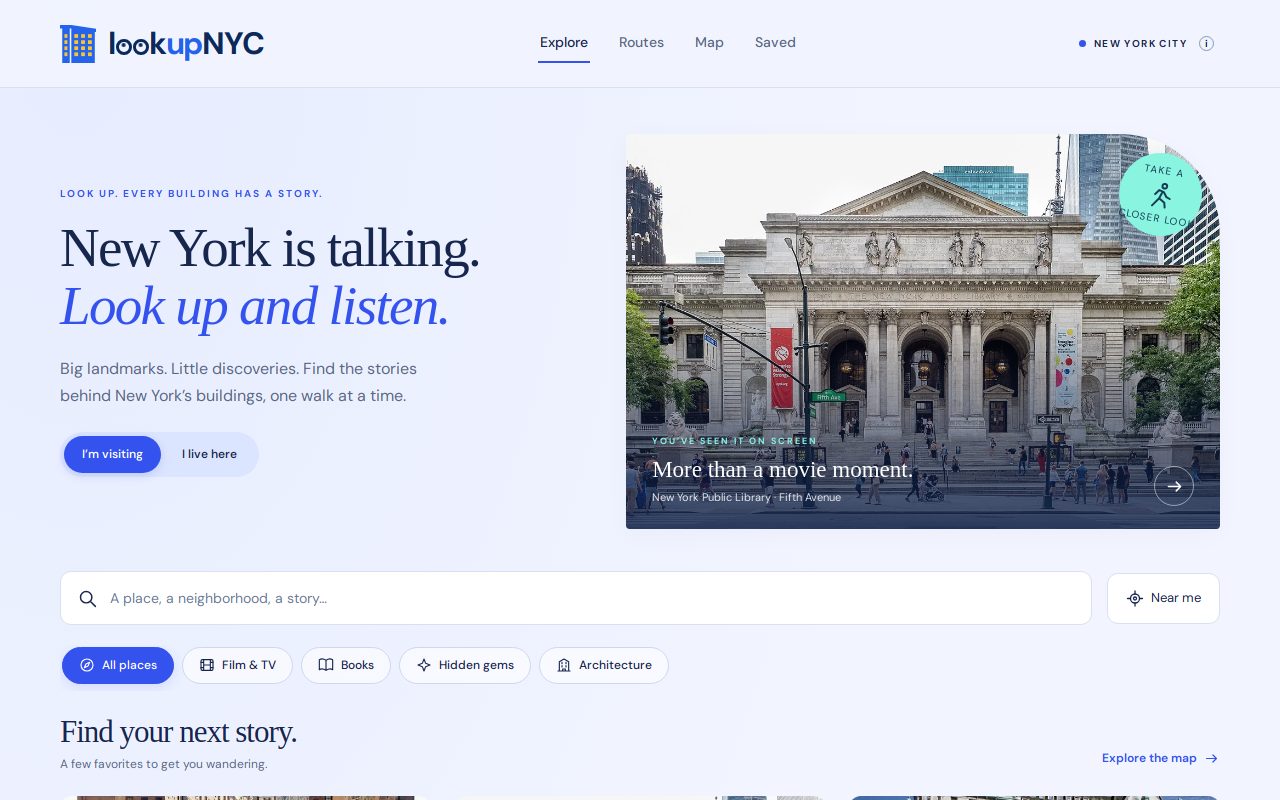 lookupNYC
Explore
Routes
Map
Saved
NEW YORK CITY
i
LOOK UP. EVERY BUILDING HAS A STORY.
New York is talking.
Look up and listen.
Big landmarks. Little discoveries. Find the stories
behind New York’s buildings, one walk at a time.
I’m visiting
I live here
TAKE A
CLOSER LOOK
Fifth Ave
YOU’VE SEEN IT ON SCREEN
More than a movie moment.
New York Public Library · Fifth Avenue
A place, a neighborhood, a story…
Near me
All places
Film & TV
Books
Hidden gems
Architecture
Find your next story.
A few favorites to get you wandering.
Explore the map